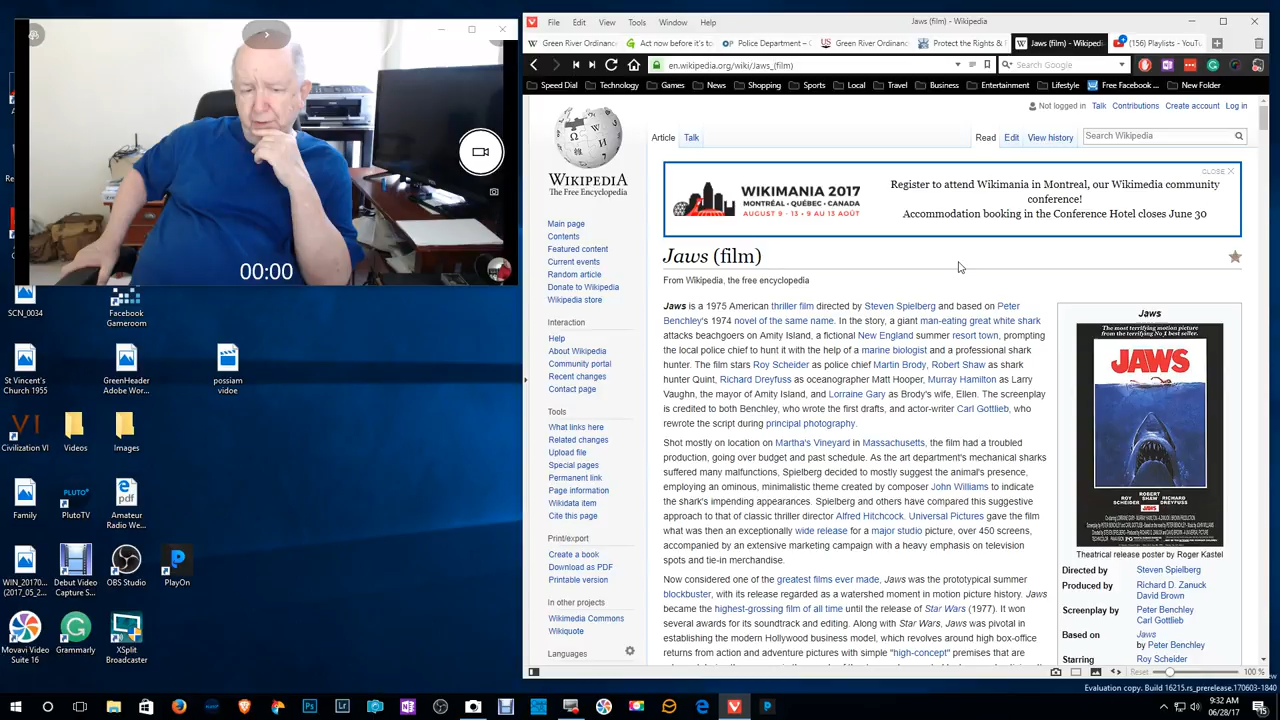 00:00
SCN_0034
Facebook
Gameroom
St Vincent's
Church 1955
GreenHeader
Adobe Wor...
possiam
vidoe
Civilization VI
Videos
Images
Family
PlutoTV
Amateur
Radio We...
WIN_20170...
(2017_05_2...
Debut Video
Capture S...
OBS Studio
PlayOn
Movavi Video
Suite 16
Grammarly
XSplit
Broadcaster
File Edit View Tools Window Help
Jaws (film) - Wikipedia
Green River Ordinanc
Act now before it's to
Police Department – C
Green River Ordinanc
Protect the Rights & E
Jaws (film) - Wikipedi
(156) Playlists - YouTu
en.wikipedia.org/wiki/Jaws_(film)
Search Google
Speed Dial Technology Games News Shopping Sports Local Travel Business Entertainment Lifestyle Free Facebook ... New Folder
Not logged in Talk Contributions Create account Log in
Article Talk
Read Edit View history
Search Wikipedia
WIKIPEDIA
The Free Encyclopedia
Main page
Contents
Featured content
Current events
Random article
Donate to Wikipedia
Wikipedia store
Interaction
Help
About Wikipedia
Community portal
Recent changes
Contact page
Tools
What links here
Related changes
Upload file
Special pages
Permanent link
Page information
Wikidata item
Cite this page
Print/export
Create a book
Download as PDF
Printable version
In other projects
Wikimedia Commons
Wikiquote
Languages
CLOSE
WIKIMANIA 2017
MONTRÉAL • QUÉBEC • CANADA
AUGUST 9 - 13 • 9 AU 13 AOÛT
Register to attend Wikimania in Montreal, our Wikimedia community
conference!
Accommodation booking in the Conference Hotel closes June 30
Jaws (film)
From Wikipedia, the free encyclopedia
Jaws is a 1975 American thriller film directed by Steven Spielberg and based on Peter
Benchley's 1974 novel of the same name. In the story, a giant man-eating great white shark
attacks beachgoers on Amity Island, a fictional New England summer resort town, prompting
the local police chief to hunt it with the help of a marine biologist and a professional shark
hunter. The film stars Roy Scheider as police chief Martin Brody, Robert Shaw as shark
hunter Quint, Richard Dreyfuss as oceanographer Matt Hooper, Murray Hamilton as Larry
Vaughn, the mayor of Amity Island, and Lorraine Gary as Brody's wife, Ellen. The screenplay
is credited to both Benchley, who wrote the first drafts, and actor-writer Carl Gottlieb, who
rewrote the script during principal photography.
Shot mostly on location on Martha's Vineyard in Massachusetts, the film had a troubled
production, going over budget and past schedule. As the art department's mechanical sharks
suffered many malfunctions, Spielberg decided to mostly suggest the animal's presence,
employing an ominous, minimalistic theme created by composer John Williams to indicate
the shark's impending appearances. Spielberg and others have compared this suggestive
approach to that of classic thriller director Alfred Hitchcock. Universal Pictures gave the film
what was then an exceptionally wide release for a major studio picture, over 450 screens,
accompanied by an extensive marketing campaign with a heavy emphasis on television
spots and tie-in merchandise.
Now considered one of the greatest films ever made, Jaws was the prototypical summer
blockbuster, with its release regarded as a watershed moment in motion picture history. Jaws
became the highest-grossing film of all time until the release of Star Wars (1977). It won
several awards for its soundtrack and editing. Along with Star Wars, Jaws was pivotal in
establishing the modern Hollywood business model, which revolves around high box-office
returns from action and adventure pictures with simple "high-concept" premises that are
Jaws
The most terrifying motion picture
from the terrifying No.1 best seller.
JAWS
ROY
SCHEIDER
ROBERT
SHAW
RICHARD
DREYFUSS
JAWS
Theatrical release poster by Roger Kastel
Directed by Steven Spielberg
Produced by Richard D. Zanuck
David Brown
Screenplay by Peter Benchley
Carl Gottlieb
Based on Jaws
by Peter Benchley
Starring Roy Scheider
Reset 100 %
Evaluation copy. Build 16215.rs_prerelease.170603-1840
9:32 AM
06/28/17